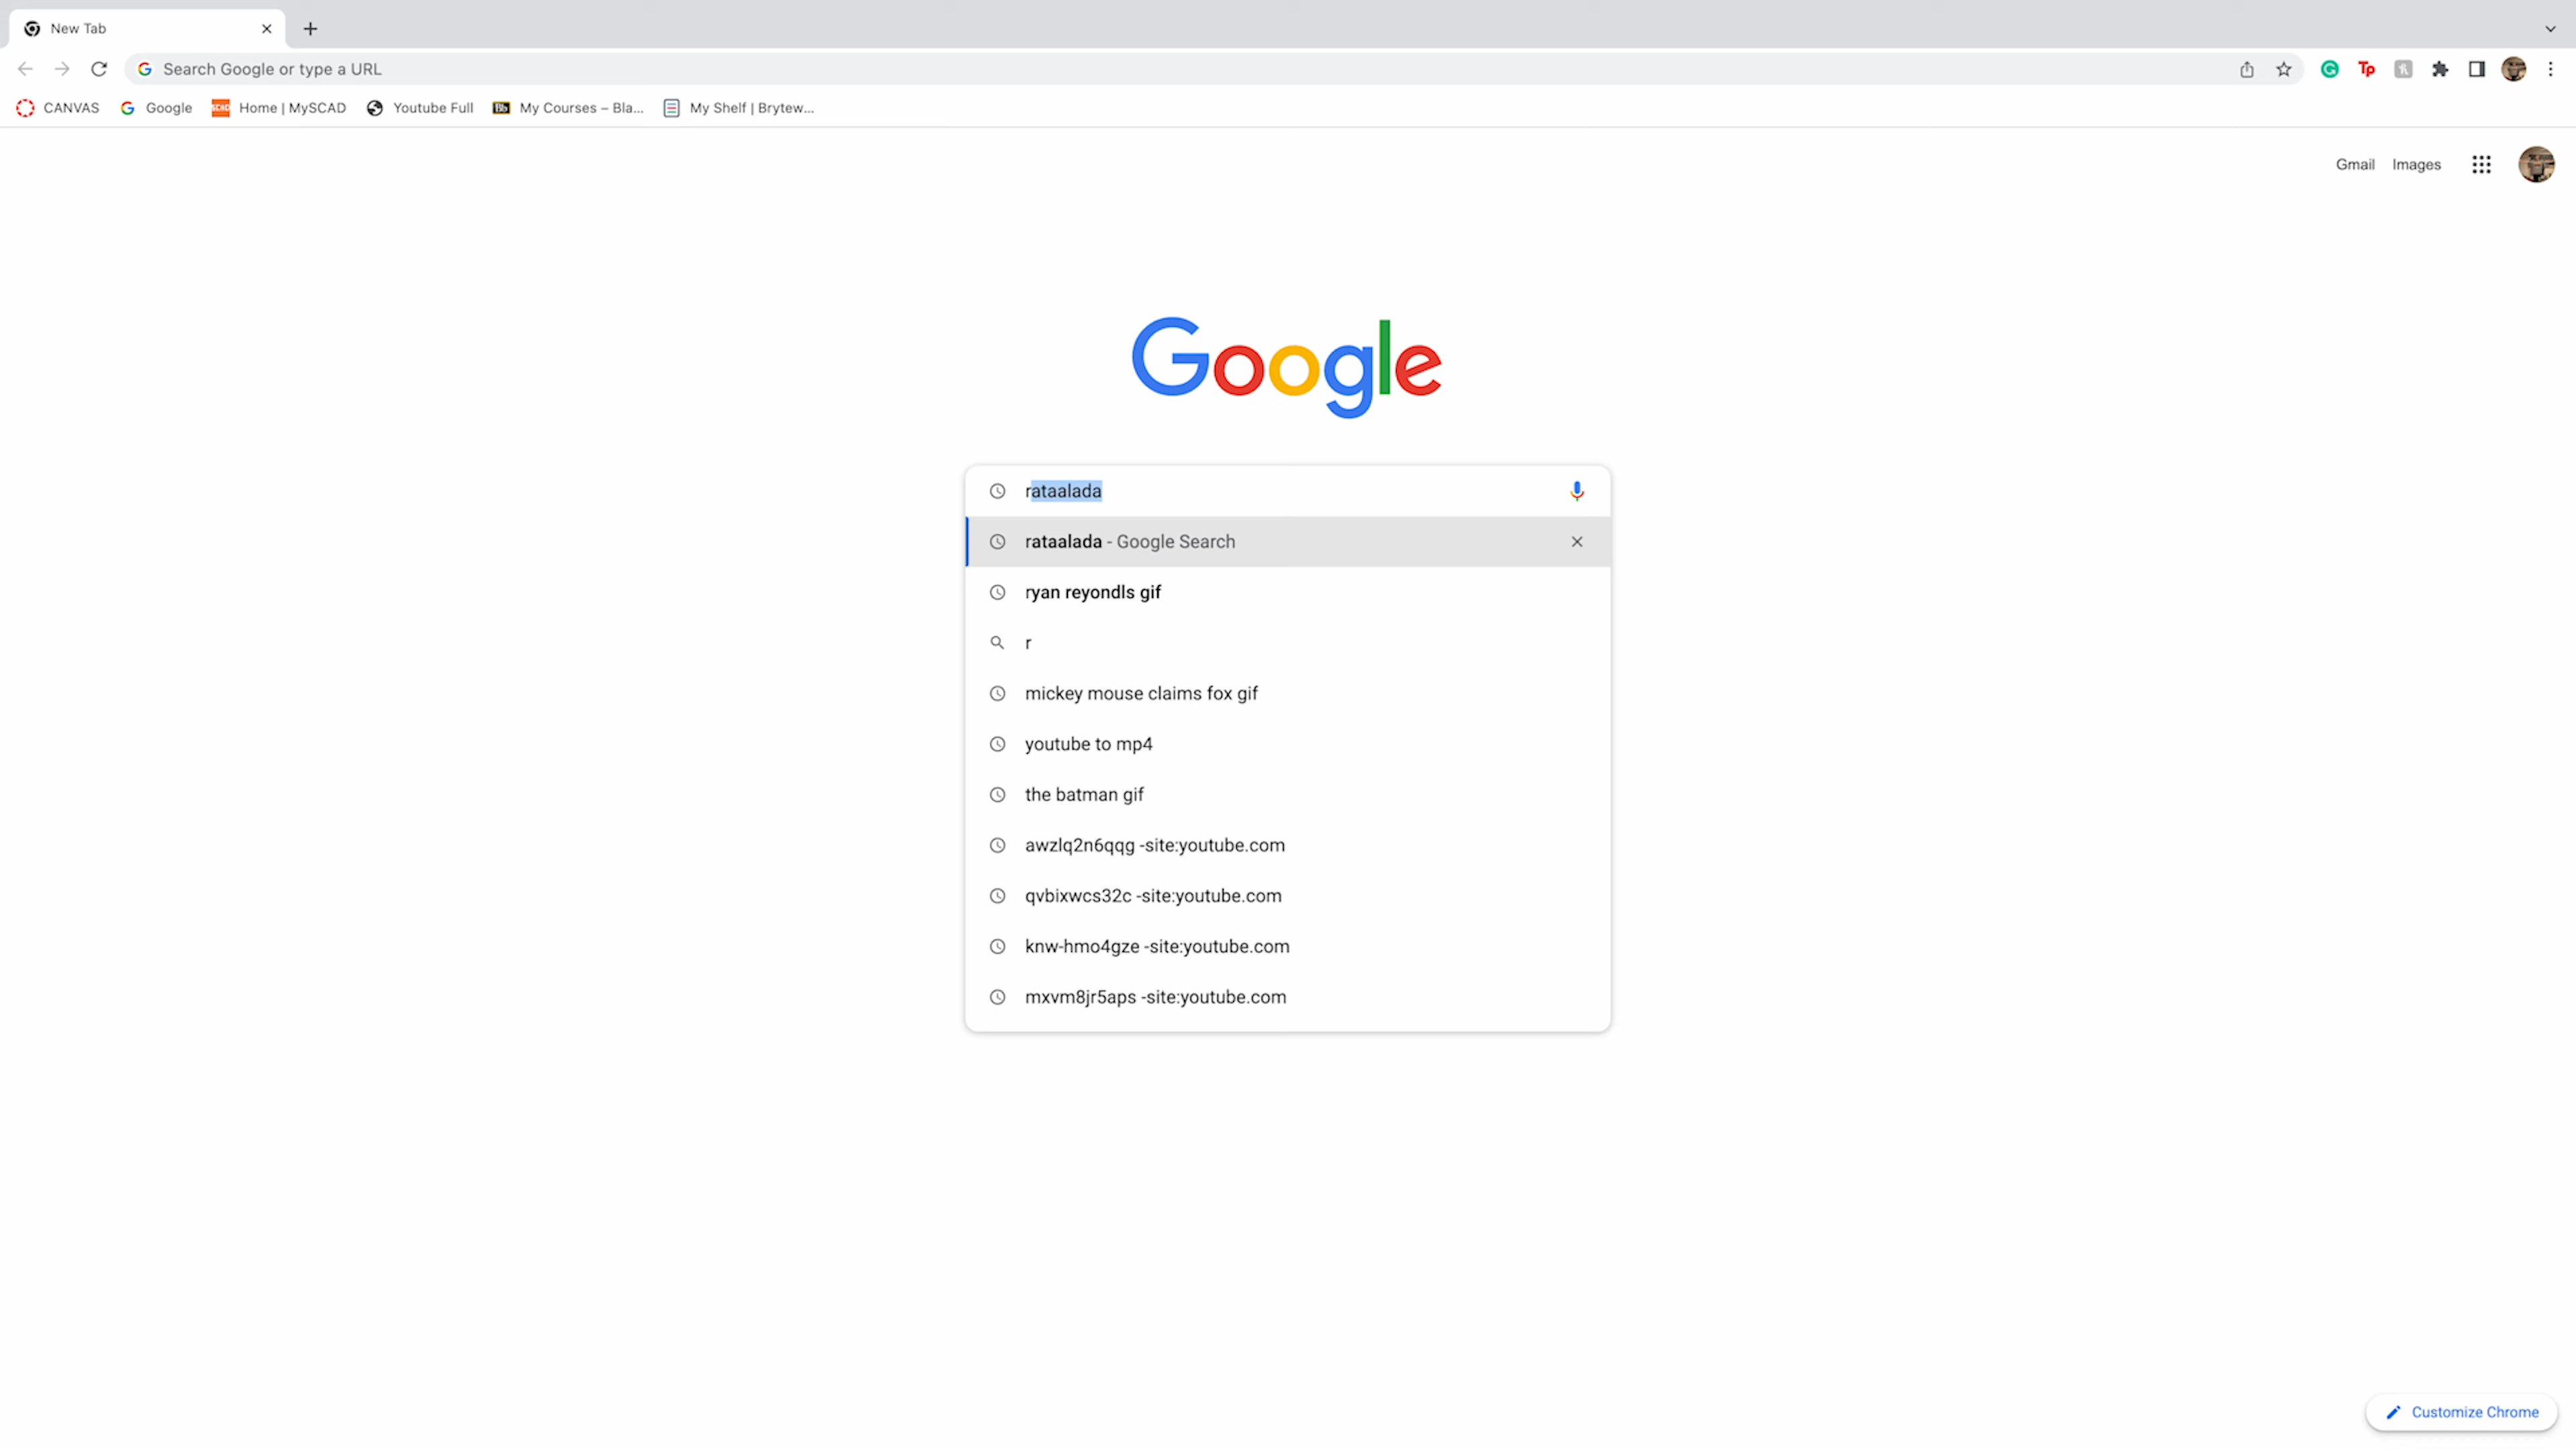 New Tab
Search Google or type a URL
CANVAS Google Home | MySCAD Youtube Full My Courses – Bla... My Shelf | Brytew...
Gmail Images
Google
rataalada
rataalada - Google Search
ryan reyondls gif
r
mickey mouse claims fox gif
youtube to mp4
the batman gif
awzlq2n6qqg -site:youtube.com
qvbixwcs32c -site:youtube.com
knw-hmo4gze -site:youtube.com
mxvm8jr5aps -site:youtube.com
Customize Chrome